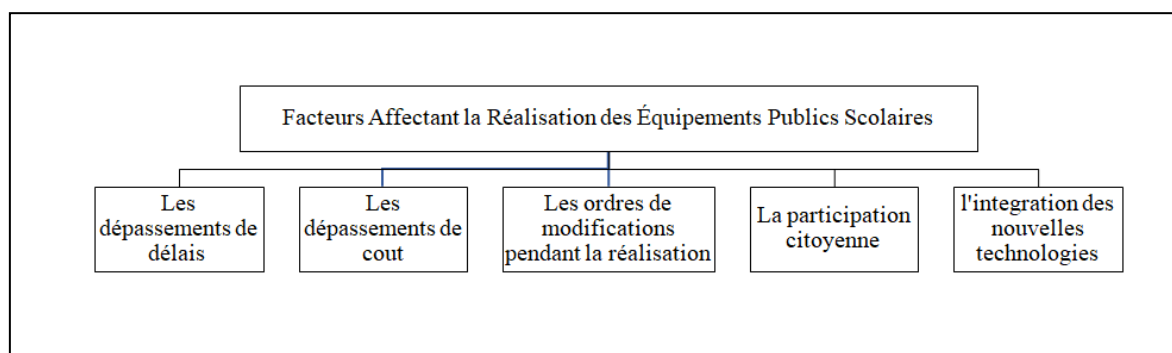 Facteurs Affectant la Réalisation des Équipements Publics Scolaires
Les
dépassements de
délais
Les
dépassements de
cout
Les ordres de
modifications
pendant la réalisation
La participation
citoyenne
l'integration des
nouvelles
technologies